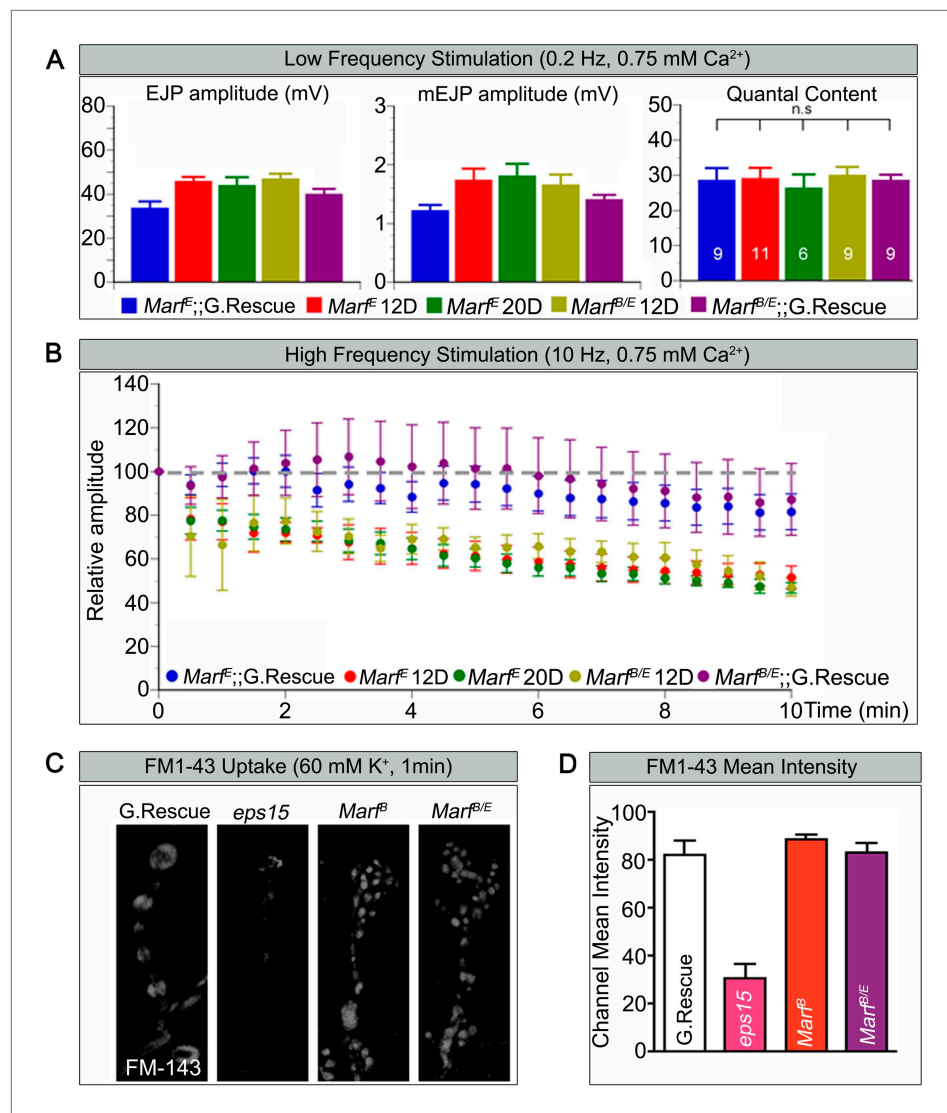 A
Low Frequency Stimulation (0.2 Hz, 0.75 mM Ca²⁺)
EJP amplitude (mV)
80
60
40
20
0
mEJP amplitude (mV)
3
2
1
0
Quantal Content
n.s
50
40
30
20
10
0
9 11 6 9 9
Marfᴱ;;G.Rescue Marfᴱ 12D Marfᴱ 20D Marfᴮ/ᴱ 12D Marfᴮ/ᴱ;;G.Rescue
B
High Frequency Stimulation (10 Hz, 0.75 mM Ca²⁺)
Relative amplitude
140
120
100
80
60
40
20
0
Marfᴱ;;G.Rescue Marfᴱ 12D Marfᴱ 20D Marfᴮ/ᴱ 12D Marfᴮ/ᴱ;;G.Rescue
0 2 4 6 8 10 Time (min)
C
FM1-43 Uptake (60 mM K⁺, 1min)
G.Rescue eps15 Marfᴮ Marfᴮ/ᴱ
FM-143
D
FM1-43 Mean Intensity
Channel Mean Intensity
100
80
60
40
20
0
G.Rescue
eps15
Marfᴮ
Marfᴮ/ᴱ